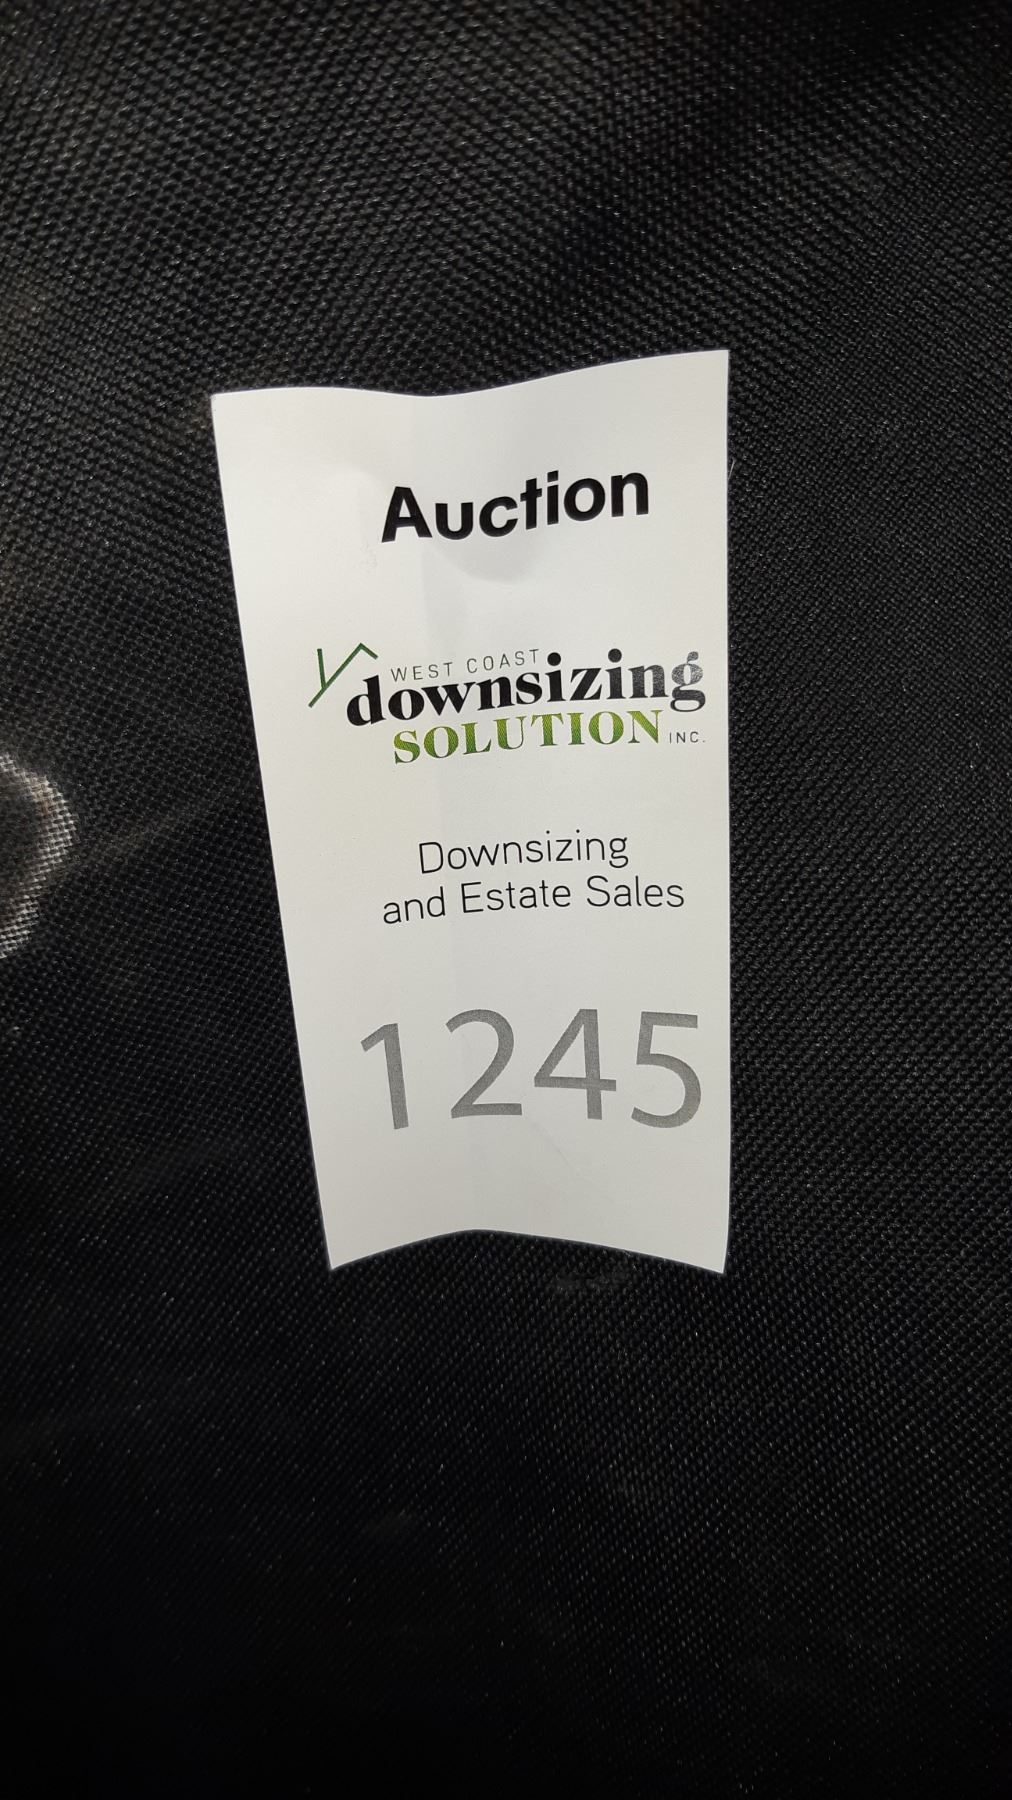 Auction
WEST COAST
downsizing
SOLUTION INC.
Downsizing
and Estate Sales
1245